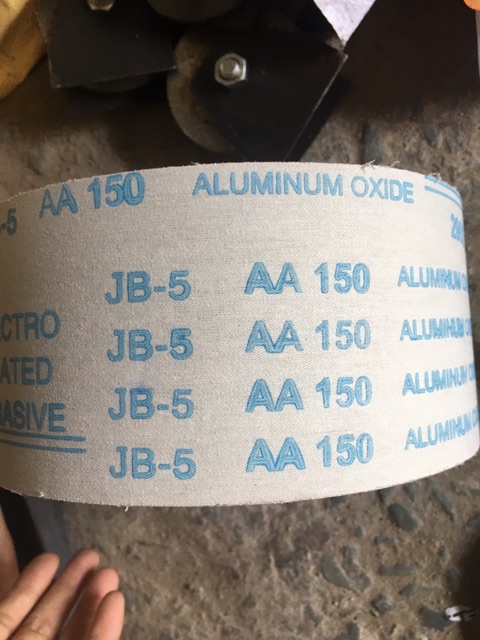 -5 AA 150 ALUMINUM OXIDE
JB-5 AA 150 ALUMINUM
CTRO JB-5 AA 150 ALUMINUM
ATED JB-5 AA 150 ALUMINUM
ASIVE JB-5 AA 150 ALUMINUM